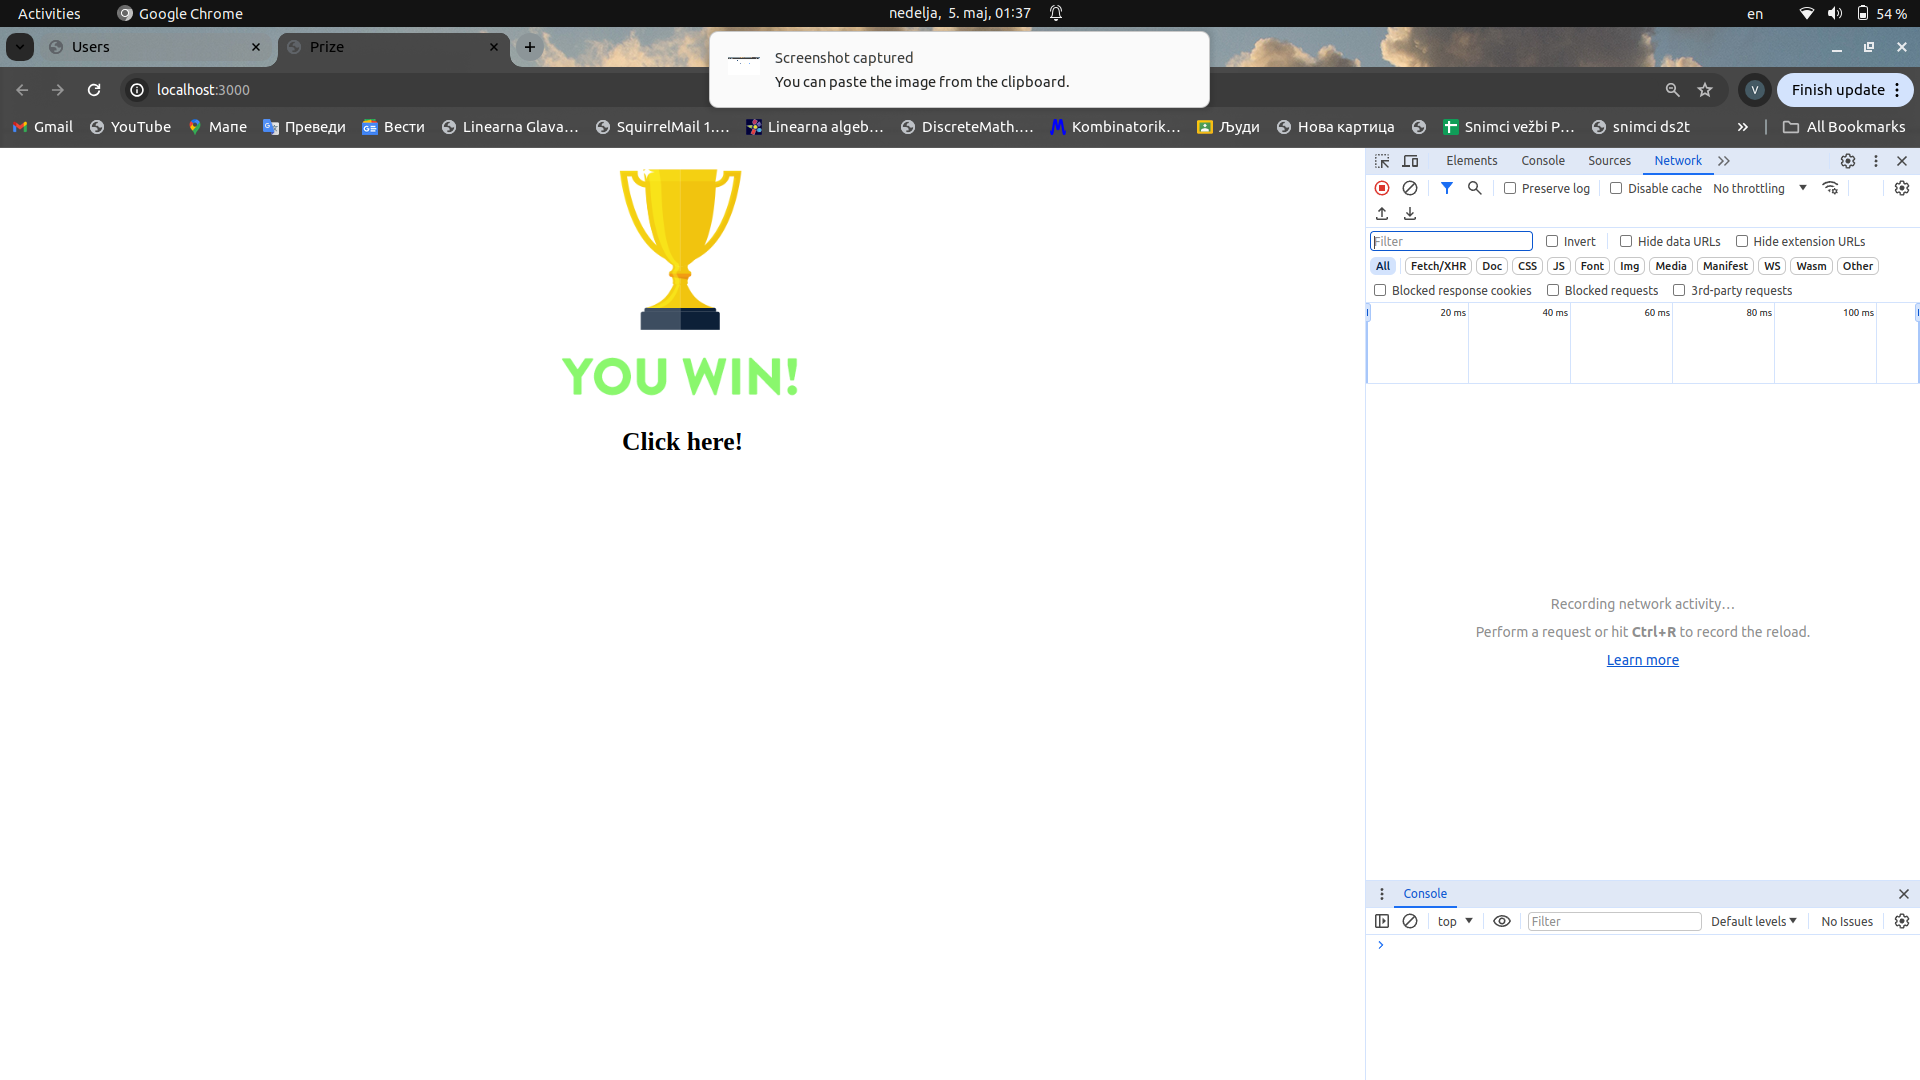 Activities Google Chrome nedelja, 5. maj, 01:37 en 54 %
Users Prize
Screenshot captured
You can paste the image from the clipboard.
localhost:3000 V Finish update
Gmail YouTube Мапе Преведи Вести Linearna Glava… SquirrelMail 1.… Linearna algeb… DiscreteMath.… Kombinatorik… Људи Нова картица Snimci vežbi P… snimci ds2t » All Bookmarks
YOU WIN!
Click here!
Elements Console Sources Network
Preserve log Disable cache No throttling
Filter Invert Hide data URLs Hide extension URLs
All Fetch/XHR Doc CSS JS Font Img Media Manifest WS Wasm Other
Blocked response cookies Blocked requests 3rd-party requests
20 ms 40 ms 60 ms 80 ms 100 ms
Recording network activity…
Perform a request or hit Ctrl+R to record the reload.
Learn more
Console
top Filter Default levels No Issues